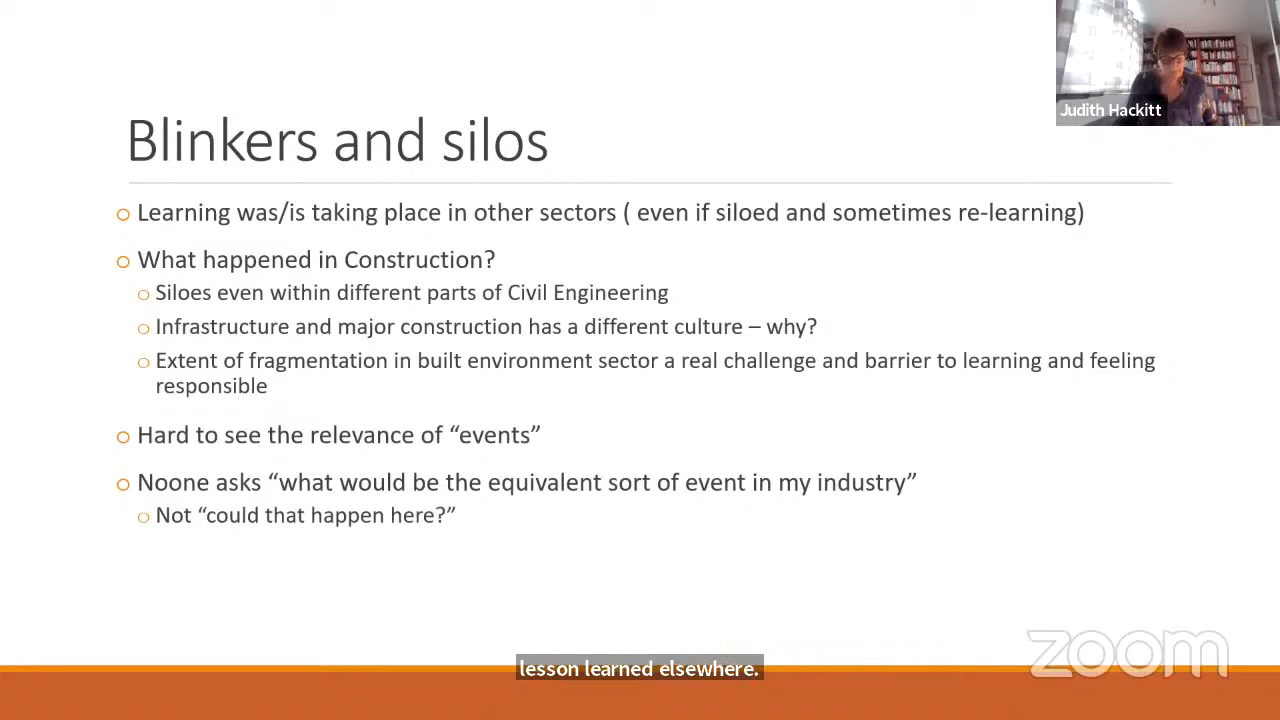 Judith Hackitt
Blinkers and silos
o Learning was/is taking place in other sectors ( even if siloed and sometimes re-learning)
o What happened in Construction?
o Siloes even within different parts of Civil Engineering
o Infrastructure and major construction has a different culture – why?
o Extent of fragmentation in built environment sector a real challenge and barrier to learning and feeling
responsible
o Hard to see the relevance of “events”
o Noone asks “what would be the equivalent sort of event in my industry”
o Not “could that happen here?”
zoom
lesson learned elsewhere.